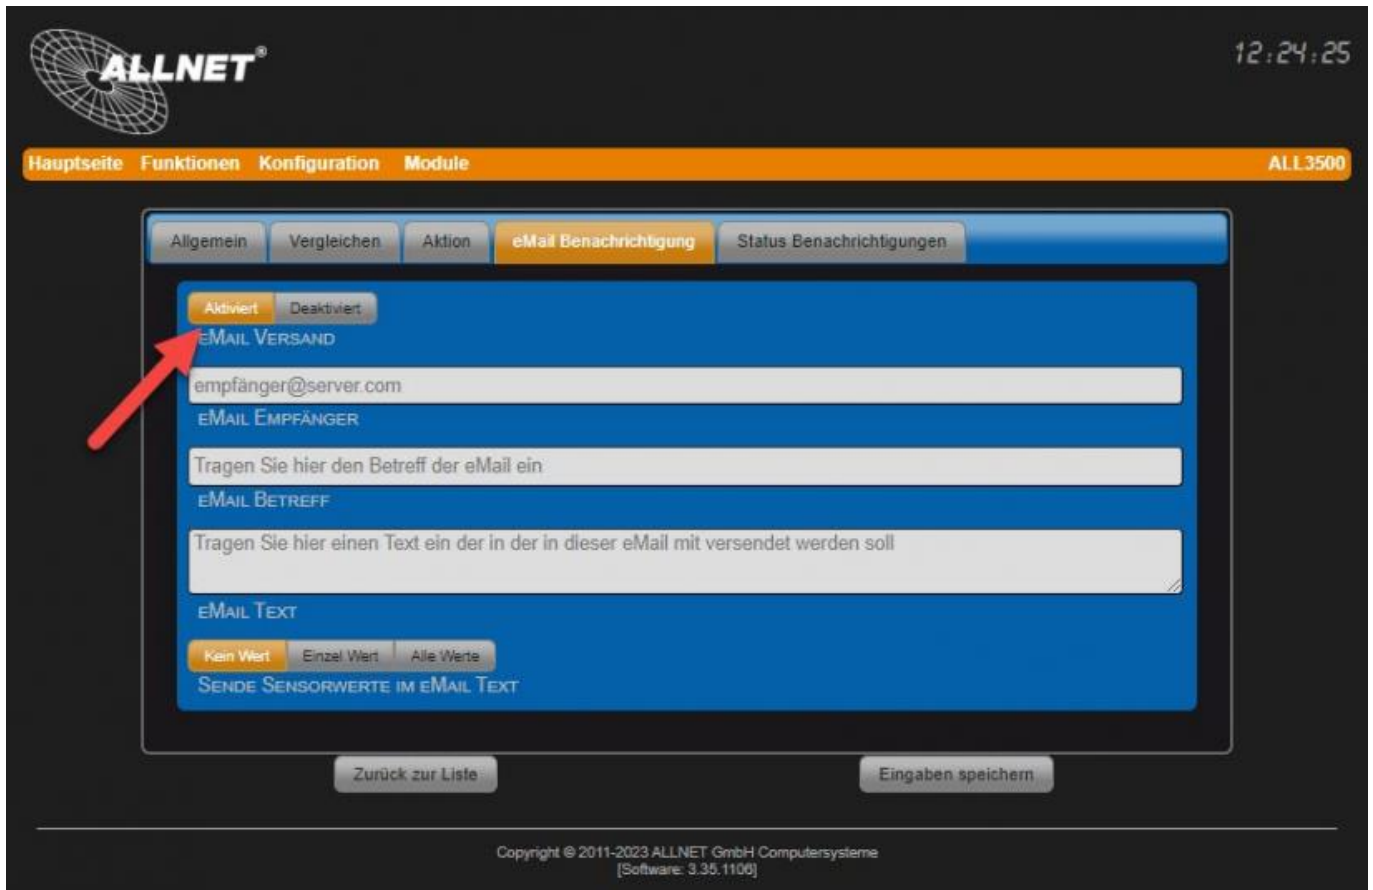 ALLNET®
12:24:25
Hauptseite Funktionen Konfiguration Module ALL3500
Allgemein Vergleichen Aktion eMail Benachrichtigung Status Benachrichtigungen
Aktiviert Deaktiviert
eMail Versand
empfänger@server.com
eMail Empfänger
Tragen Sie hier den Betreff der eMail ein
eMail Betreff
Tragen Sie hier einen Text ein der in der in dieser eMail mit versendet werden soll
eMail Text
Kein Wert Einzel Wert Alle Werte
Sende Sensorwerte im eMail Text
Zurück zur Liste Eingaben speichern
Copyright © 2011-2023 ALLNET GmbH Computersysteme
[Software: 3.35.1106]